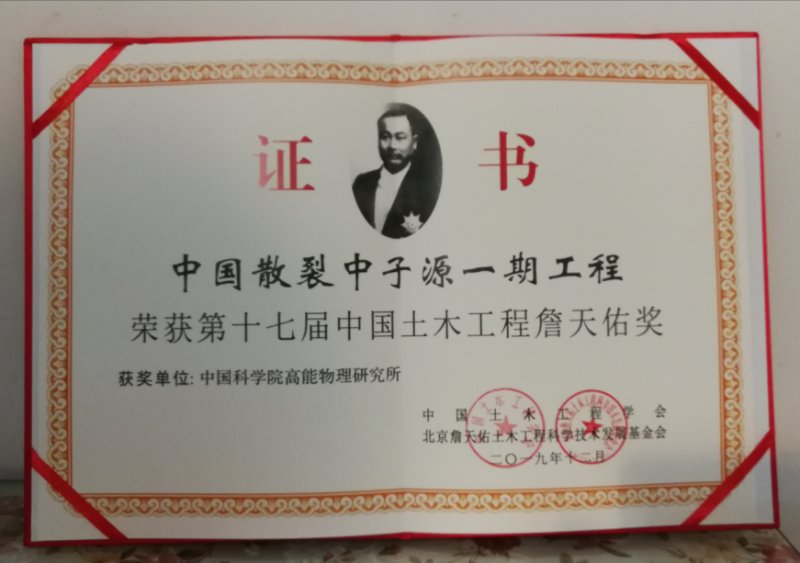 证 书
中国散裂中子源一期工程
荣获第十七届中国土木工程詹天佑奖
获奖单位: 中国科学院高能物理研究所
中国土木工程学会
北京詹天佑土木工程科学技术发展基金会
二〇一九年十二月